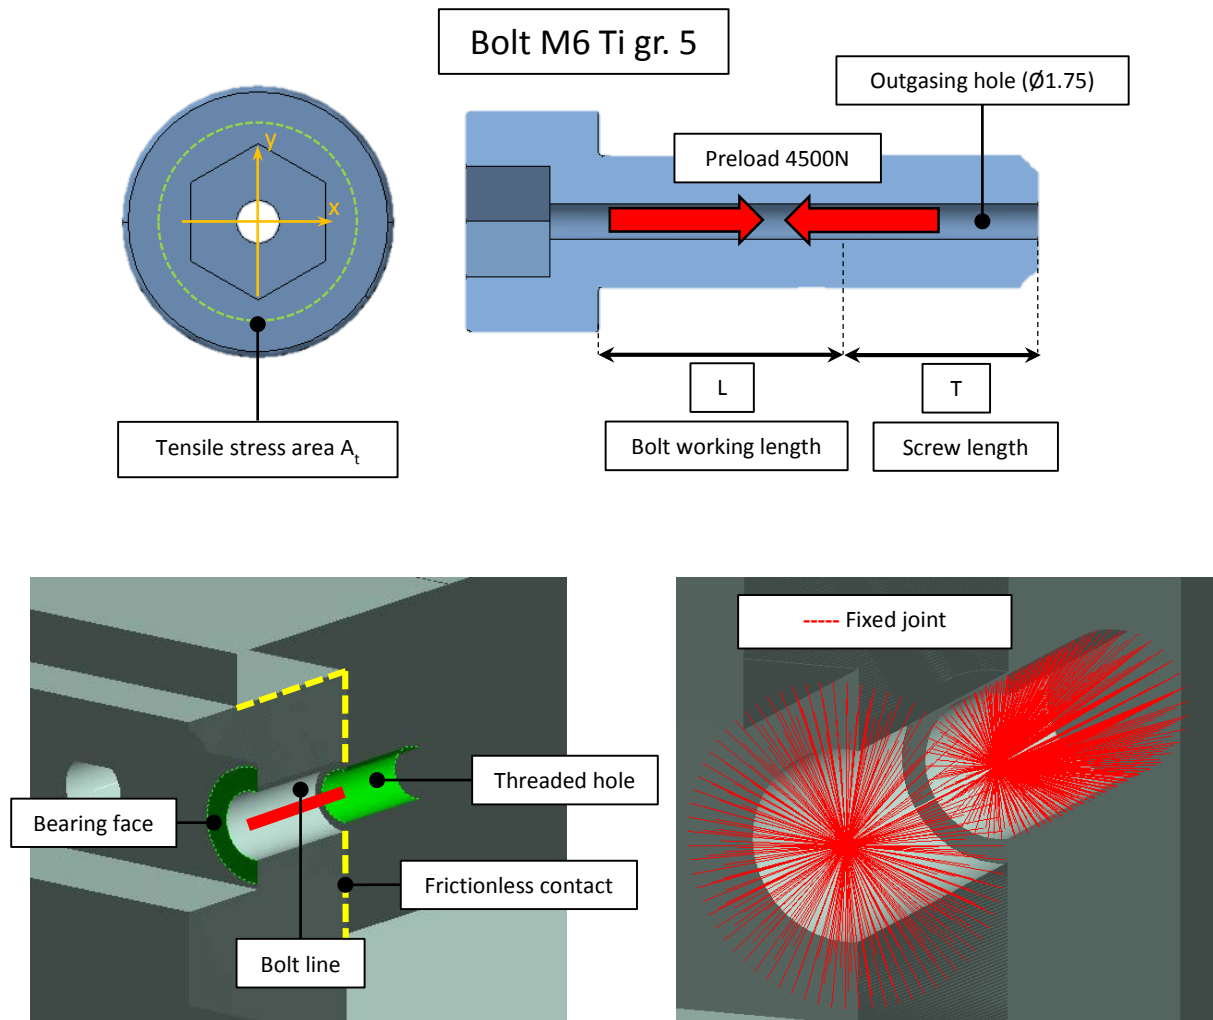 Bolt M6 Ti gr. 5
Outgasing hole (Ø1.75)
Preload 4500N
y
x
L
T
Tensile stress area At
Bolt working length
Screw length
----- Fixed joint
Threaded hole
Bearing face
Frictionless contact
Bolt line